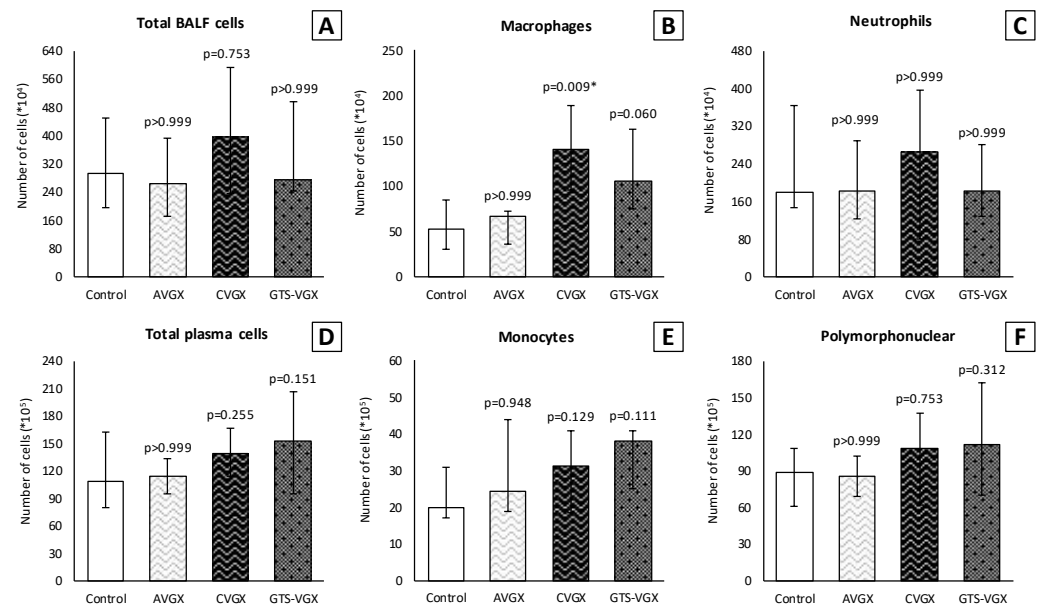 Total BALF cells
A
Number of cells (*10⁴)
640
560
480
400
320
240
160
80
0
p>0.999
p=0.753
p>0.999
Control AVGX CVGX GTS-VGX
Macrophages
B
Number of cells (*10⁴)
250
200
150
100
50
0
p>0.999
p=0.009*
p=0.060
Control AVGX CVGX GTS-VGX
Neutrophils
C
Number of cells (*10⁴)
480
400
320
240
160
80
0
p>0.999
p>0.999
p>0.999
Control AVGX CVGX GTS-VGX
Total plasma cells
D
Number of cells (*10⁵)
240
210
180
150
120
90
60
30
0
p>0.999
p=0.255
p=0.151
Control AVGX CVGX GTS-VGX
Monocytes
E
Number of cells (*10⁵)
60
50
40
30
20
10
0
p=0.948
p=0.129
p=0.111
Control AVGX CVGX GTS-VGX
Polymorphonuclear
F
Number of cells (*10⁵)
180
150
120
90
60
30
0
p>0.999
p=0.753
p=0.312
Control AVGX CVGX GTS-VGX